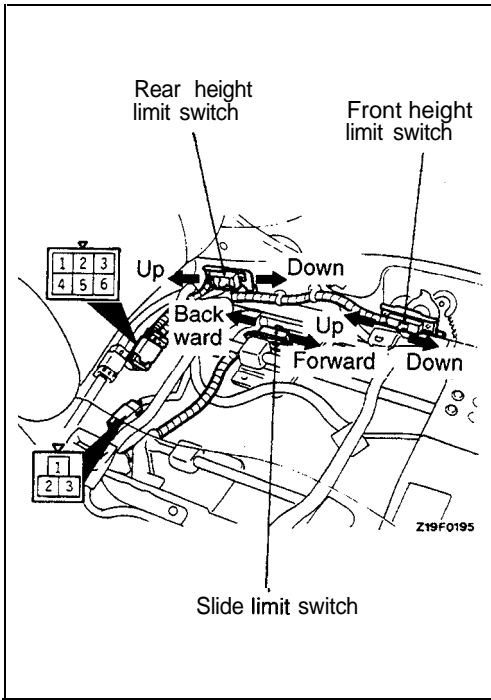 Rear height
limit switch
Front height
limit switch
1 2 3
4 5 6
Up
Down
Back
ward
Up
Forward
Down
1
2 3
Z19F0195
Slide limit switch